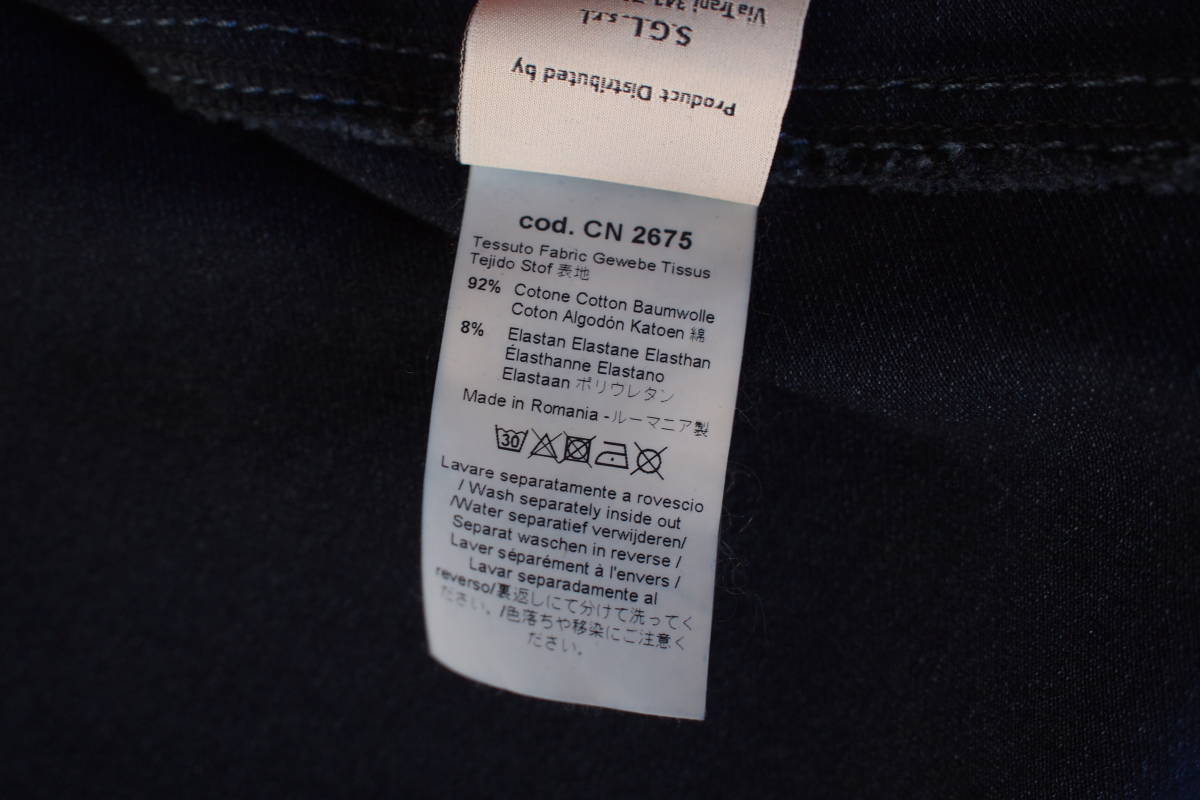 Via Trani 343
S.G.L. s.r.l.
Product Distributed by
cod. CN 2675
Tessuto Fabric Gewebe Tissus
Tejido Stof 表地
92% Cotone Cotton Baumwolle
Coton Algodón Katoen 綿
8% Elastan Elastane Elasthan
Élasthanne Elastano
Elastaan ポリウレタン
Made in Romania - ルーマニア製
30
Lavare separatamente a rovescio
/ Wash separately inside out
/Water separatief verwijderen/
Separat waschen in reverse /
Laver séparément à l'envers /
Lavar separadamente al
reverso/裏返しにて分けて洗ってく
ださい。/色落ちや移染にご注意く
ださい。